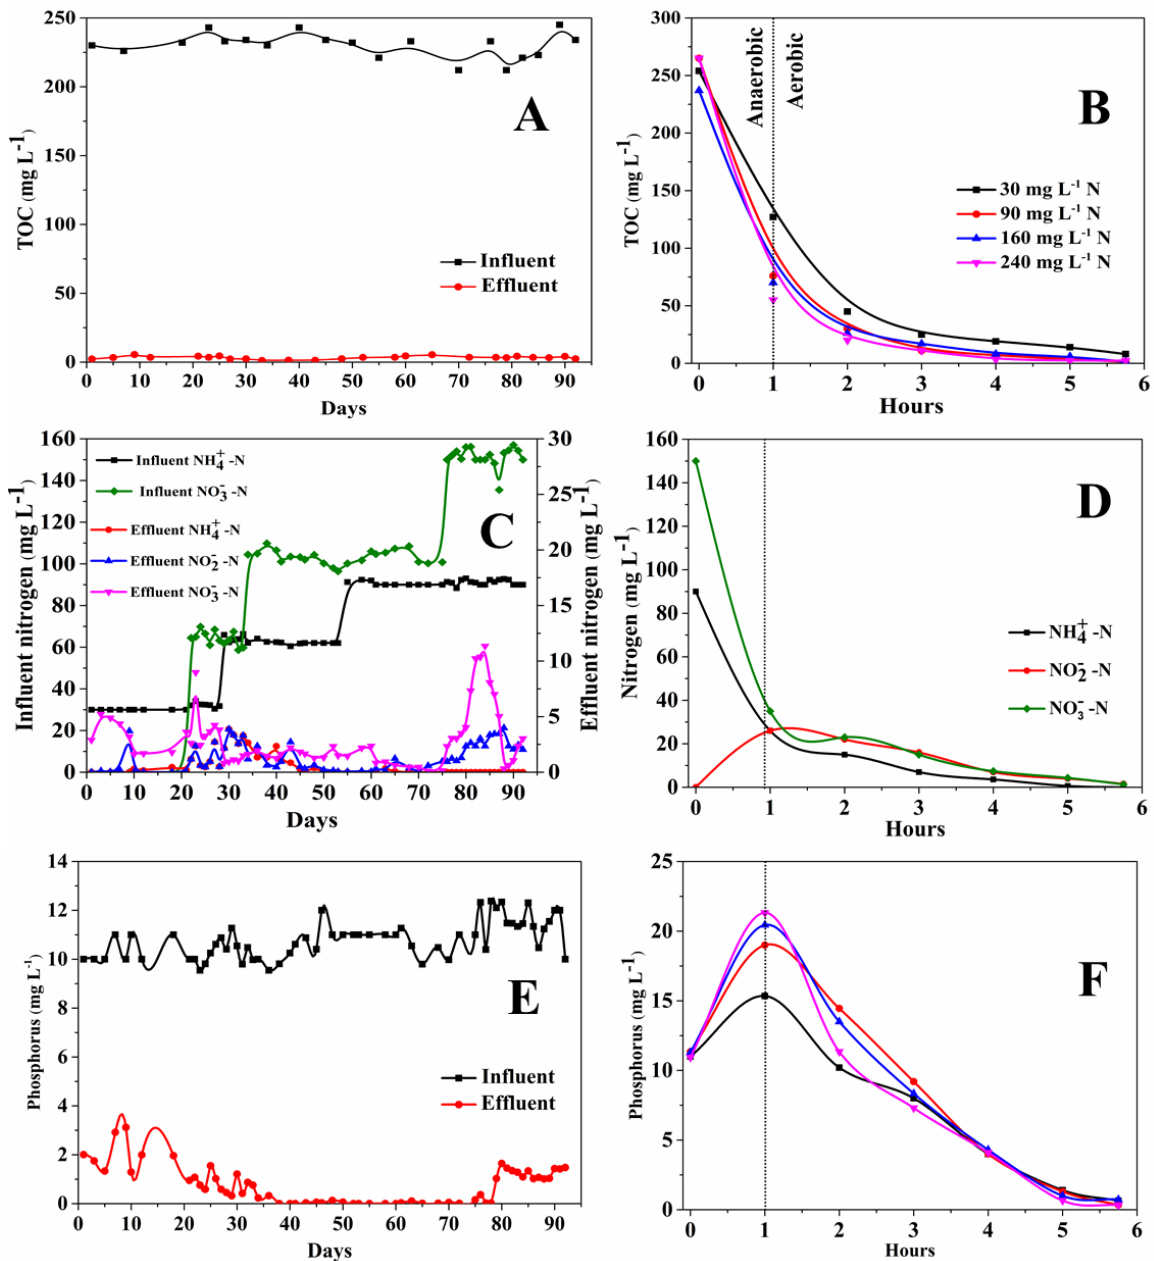 A
TOC (mg L-1)
250
200
150
100
50
0
Influent
Effluent
0 10 20 30 40 50 60 70 80 90
Days
B
TOC (mg L-1)
300
250
200
150
100
50
0
Anaerobic
Aerobic
30 mg L-1 N
90 mg L-1 N
160 mg L-1 N
240 mg L-1 N
0 1 2 3 4 5 6
Hours
C
Influent nitrogen (mg L-1)
160
140
120
100
80
60
40
20
0
Influent NH4+ -N
Influent NO3- -N
Effluent NH4+ -N
Effluent NO2- -N
Effluent NO3- -N
30
25
20
15
10
5
0
Effluent nitrogen (mg L-1)
0 10 20 30 40 50 60 70 80 90
Days
D
Nitrogen (mg L-1)
160
140
120
100
80
60
40
20
0
NH4+ -N
NO2- -N
NO3- -N
0 1 2 3 4 5 6
Hours
E
Phosphorus (mg L-1)
14
12
10
8
6
4
2
0
Influent
Effluent
0 10 20 30 40 50 60 70 80 90
Days
F
Phosphorus (mg L-1)
25
20
15
10
5
0
0 1 2 3 4 5 6
Hours